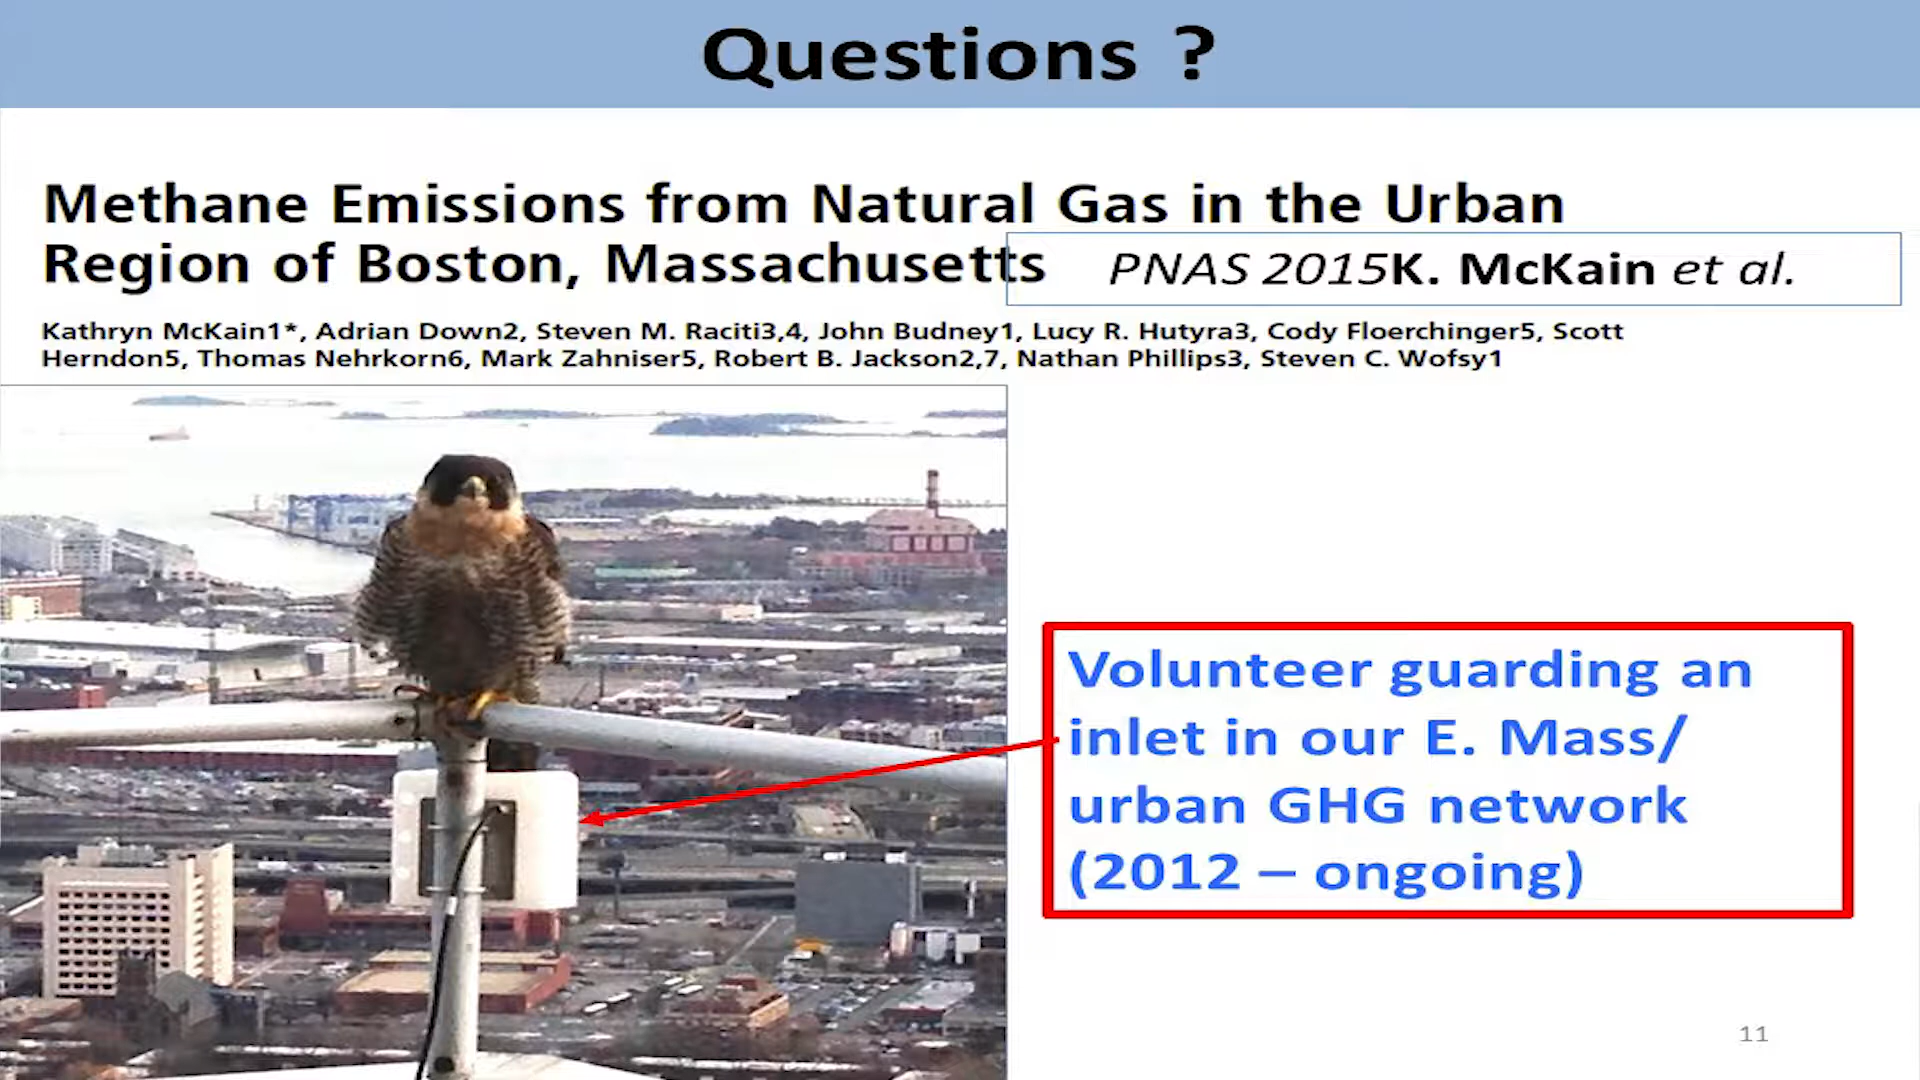 Questions ?
Methane Emissions from Natural Gas in the Urban
Region of Boston, Massachusetts
PNAS 2015K. McKain et al.
Kathryn McKain1*, Adrian Down2, Steven M. Raciti3,4, John Budney1, Lucy R. Hutyra3, Cody Floerchinger5, Scott
Herndon5, Thomas Nehrkorn6, Mark Zahniser5, Robert B. Jackson2,7, Nathan Phillips3, Steven C. Wofsy1
Volunteer guarding an
inlet in our E. Mass/
urban GHG network
(2012 – ongoing)
11